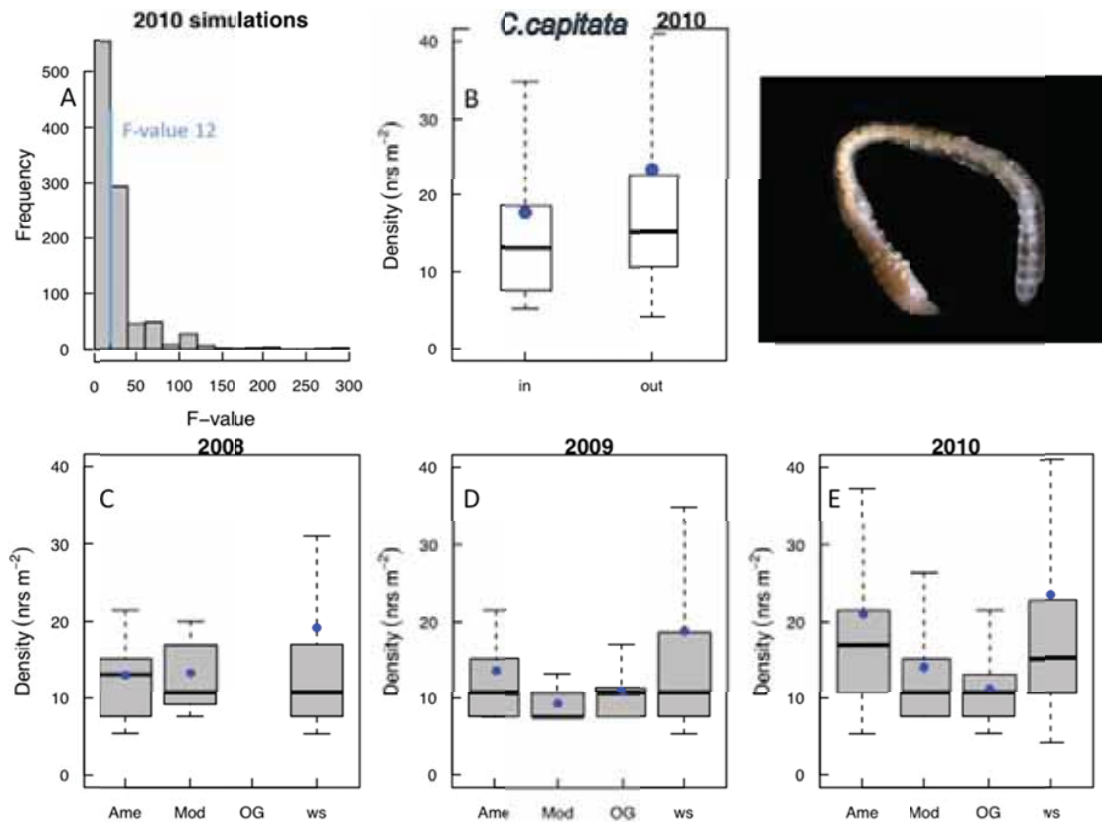 2010 simulations
A
F-value 12
Frequency
500
400
300
200
100
0
0 50 100 150 200 250 300
F-value
C.capitata 2010
B
Density (nrs m⁻²)
40
30
20
10
0
in out
2008
C
Density (nrs m⁻²)
40
30
20
10
0
Ame Mod OG ws
2009
D
Density (nrs m⁻²)
40
30
20
10
0
Ame Mod OG ws
2010
E
Density (nrs m⁻²)
40
30
20
10
0
Ame Mod OG ws